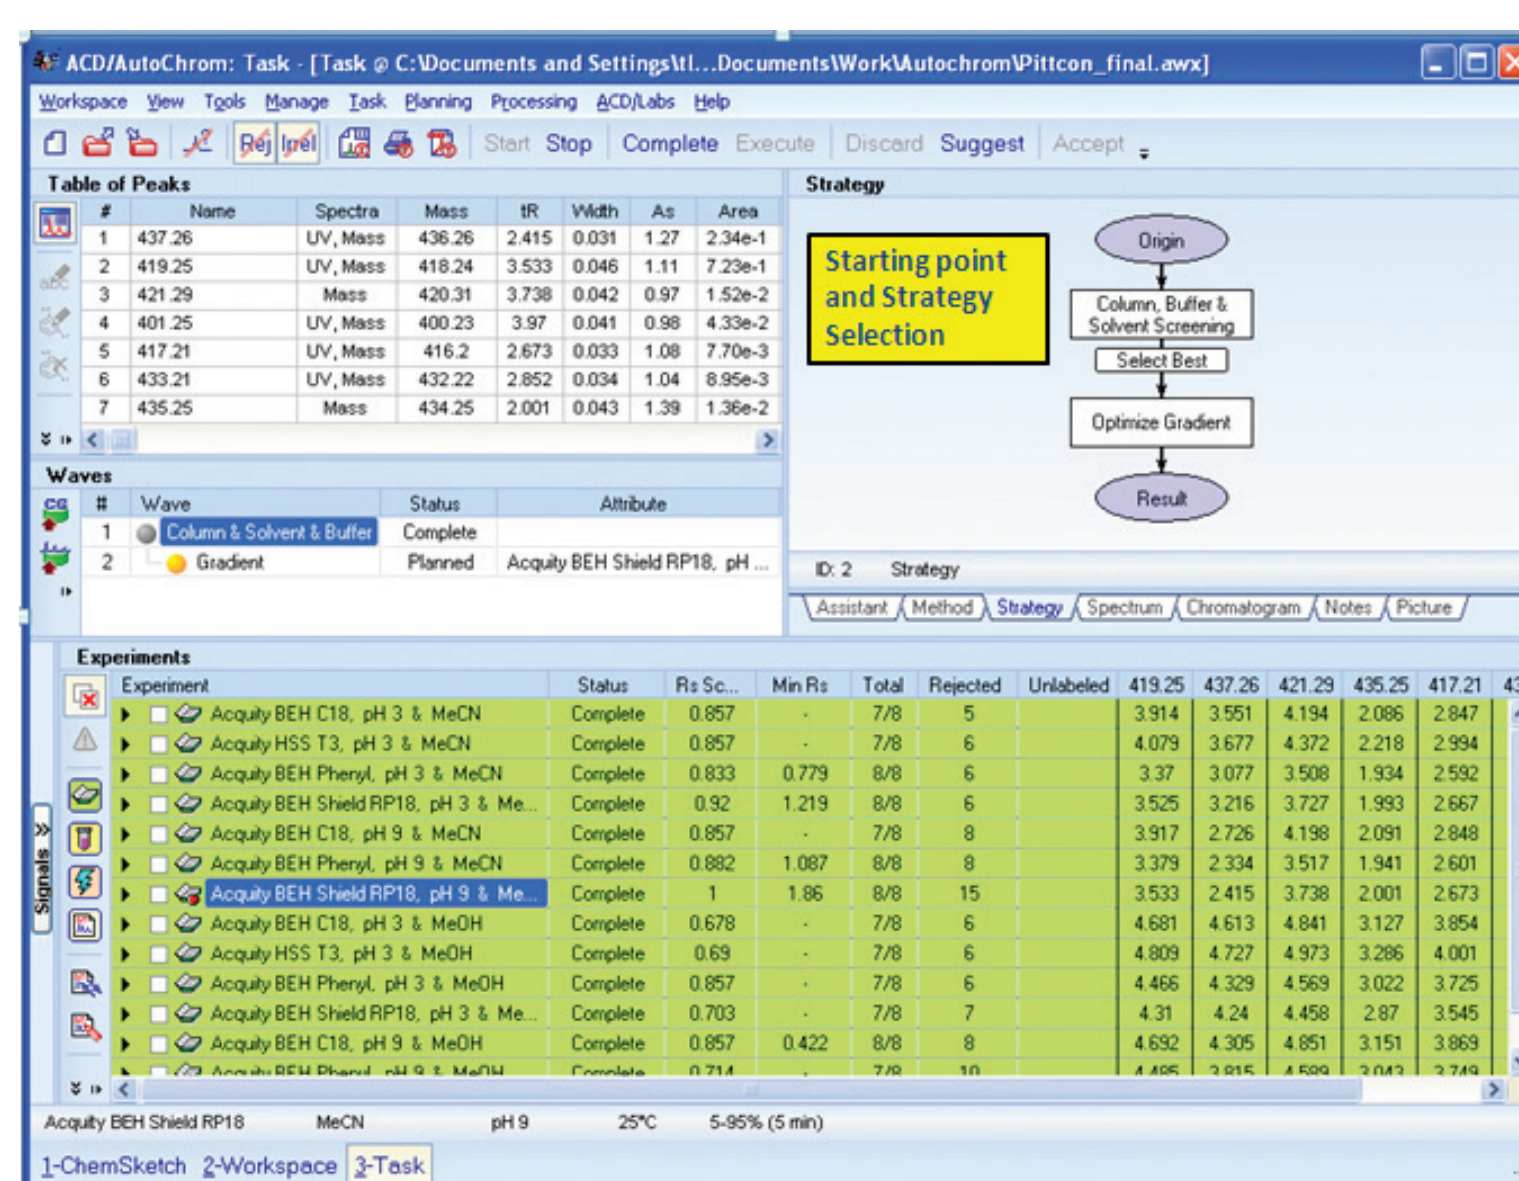 ACD/AutoChrom: Task - [Task @ C:\Documents and Settings\tl...Documents\Work\Autochrom\Pittcon_final.awx]
Workspace View Tools Manage Task Planning Processing ACD/Labs Help
Rej Start Stop Complete Execute Discard Suggest Accept
Table of Peaks
# Name Spectra Mass tR Width As Area
1 437.26 UV, Mass 436.26 2.415 0.031 1.27 2.34e-1
2 419.25 UV, Mass 418.24 3.533 0.046 1.11 7.23e-1
3 421.29 Mass 420.31 3.738 0.042 0.97 1.52e-2
4 401.25 UV, Mass 400.23 3.97 0.041 0.98 4.33e-2
5 417.21 UV, Mass 416.2 2.673 0.033 1.08 7.70e-3
6 433.21 UV, Mass 432.22 2.852 0.034 1.04 8.95e-3
7 435.25 Mass 434.25 2.001 0.043 1.39 1.36e-2
Waves
# Wave Status Attribute
1 Column & Solvent & Buffer Complete
2 Gradient Planned Acquity BEH Shield RP18, pH ...
Strategy
Starting point
and Strategy
Selection
Origin
Column, Buffer &
Solvent Screening
Select Best
Optimize Gradient
Result
ID: 2 Strategy
Assistant Method Strategy Spectrum Chromatogram Notes Picture
Signals
Experiments
Experiment Status Rs Sc... Min Rs Total Rejected Unlabeled 419.25 437.26 421.29 435.25 417.21 43
Acquity BEH C18, pH 3 & MeCN Complete 0.857 - 7/8 5 3.914 3.551 4.194 2.086 2.847
Acquity HSS T3, pH 3 & MeCN Complete 0.857 - 7/8 6 4.079 3.677 4.372 2.218 2.994
Acquity BEH Phenyl, pH 3 & MeCN Complete 0.833 0.779 8/8 6 3.37 3.077 3.508 1.934 2.592
Acquity BEH Shield RP18, pH 3 & Me... Complete 0.92 1.219 8/8 6 3.525 3.216 3.727 1.993 2.667
Acquity BEH C18, pH 9 & MeCN Complete 0.857 - 7/8 8 3.917 2.726 4.198 2.091 2.848
Acquity BEH Phenyl, pH 9 & MeCN Complete 0.882 1.087 8/8 8 3.379 2.334 3.517 1.941 2.601
Acquity BEH Shield RP18, pH 9 & Me... Complete 1 1.86 8/8 15 3.533 2.415 3.738 2.001 2.673
Acquity BEH C18, pH 3 & MeOH Complete 0.678 - 7/8 6 4.681 4.613 4.841 3.127 3.854
Acquity HSS T3, pH 3 & MeOH Complete 0.69 - 7/8 6 4.809 4.727 4.973 3.286 4.001
Acquity BEH Phenyl, pH 3 & MeOH Complete 0.857 - 7/8 6 4.466 4.329 4.569 3.022 3.725
Acquity BEH Shield RP18, pH 3 & Me... Complete 0.703 - 7/8 7 4.31 4.24 4.458 2.87 3.545
Acquity BEH C18, pH 9 & MeOH Complete 0.857 0.422 8/8 8 4.692 4.305 4.851 3.151 3.869
Acquity BEH Phenyl, pH 9 & MeOH Complete 0.714 - 7/8 10 4.485 3.815 4.589 3.043 3.749
Acquity BEH Shield RP18 MeCN pH 9 25°C 5-95% (5 min)
1-ChemSketch 2-Workspace 3-Task